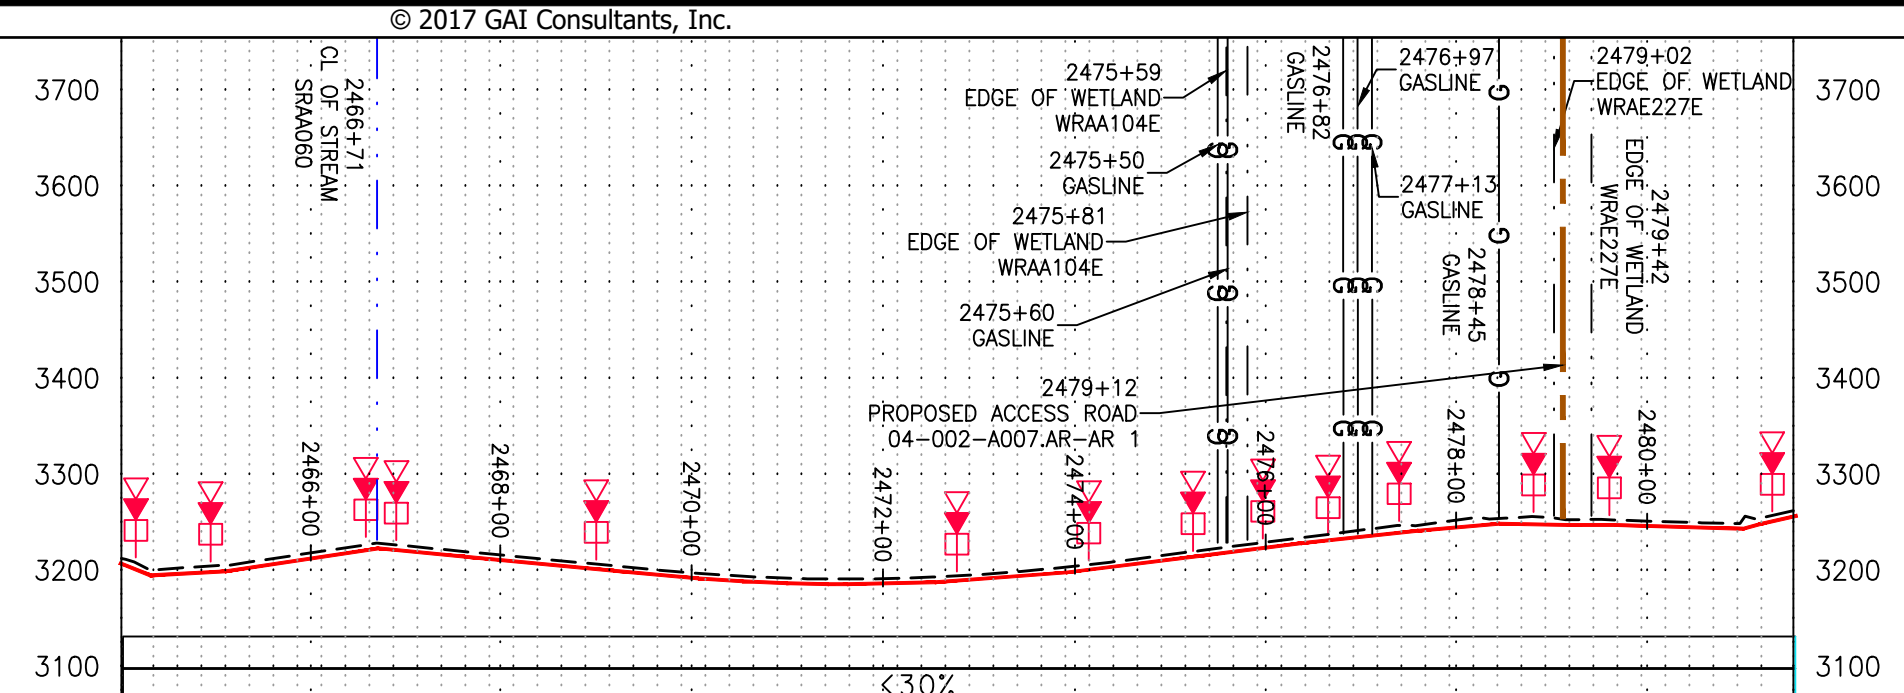 © 2017 GAI Consultants, Inc.
3700
3600
3500
3400
3300
3200
3100
2466+71
CL OF STREAM
SRAA060
2475+59
EDGE OF WETLAND
WRAA104E
2475+50
GASLINE
2475+81
EDGE OF WETLAND
WRAA104E
2475+60
GASLINE
2479+12
PROPOSED ACCESS ROAD
04-002-A007.AR-AR 1
2476+82
GASLINE
2476+97
GASLINE
2477+13
GASLINE
2478+45
GASLINE
2479+02
EDGE OF WETLAND
WRAE227E
2479+42
EDGE OF WETLAND
WRAE227E
G G
G G
G G
G G G
G G G
G G G
G
G
G
2466+00
2468+00
2470+00
2472+00
2474+00
2476+00
2478+00
2480+00
3700
3600
3500
3400
3300
3200
3100
<30%